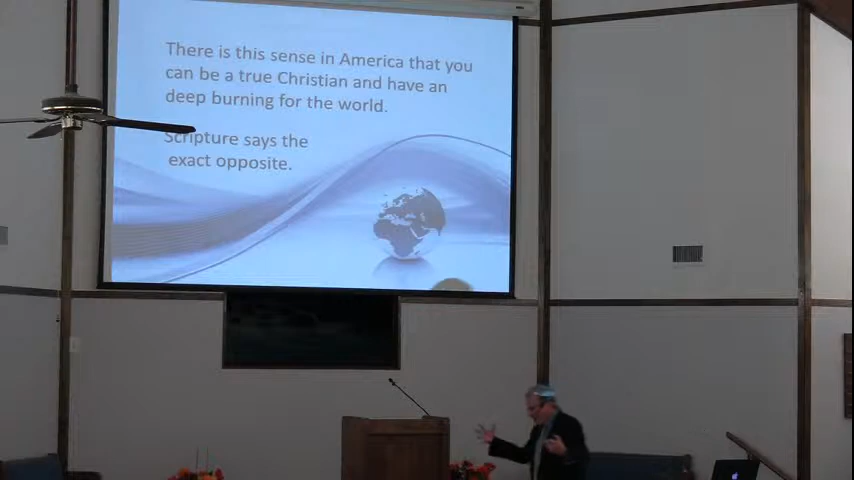 There is this sense in America that you
can be a true Christian and have an
deep burning for the world.
Scripture says the
exact opposite.